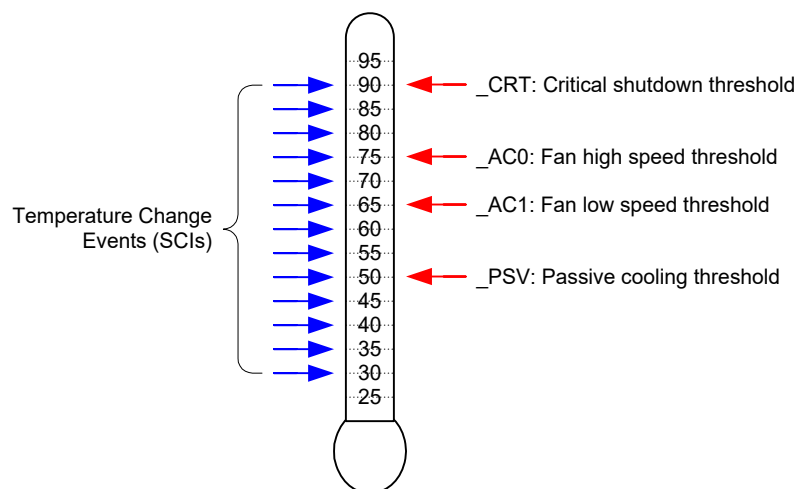 95
90
85
80
75
70
65
60
55
50
45
40
35
30
25
_CRT: Critical shutdown threshold
_AC0: Fan high speed threshold
_AC1: Fan low speed threshold
_PSV: Passive cooling threshold
Temperature Change
Events (SCIs)